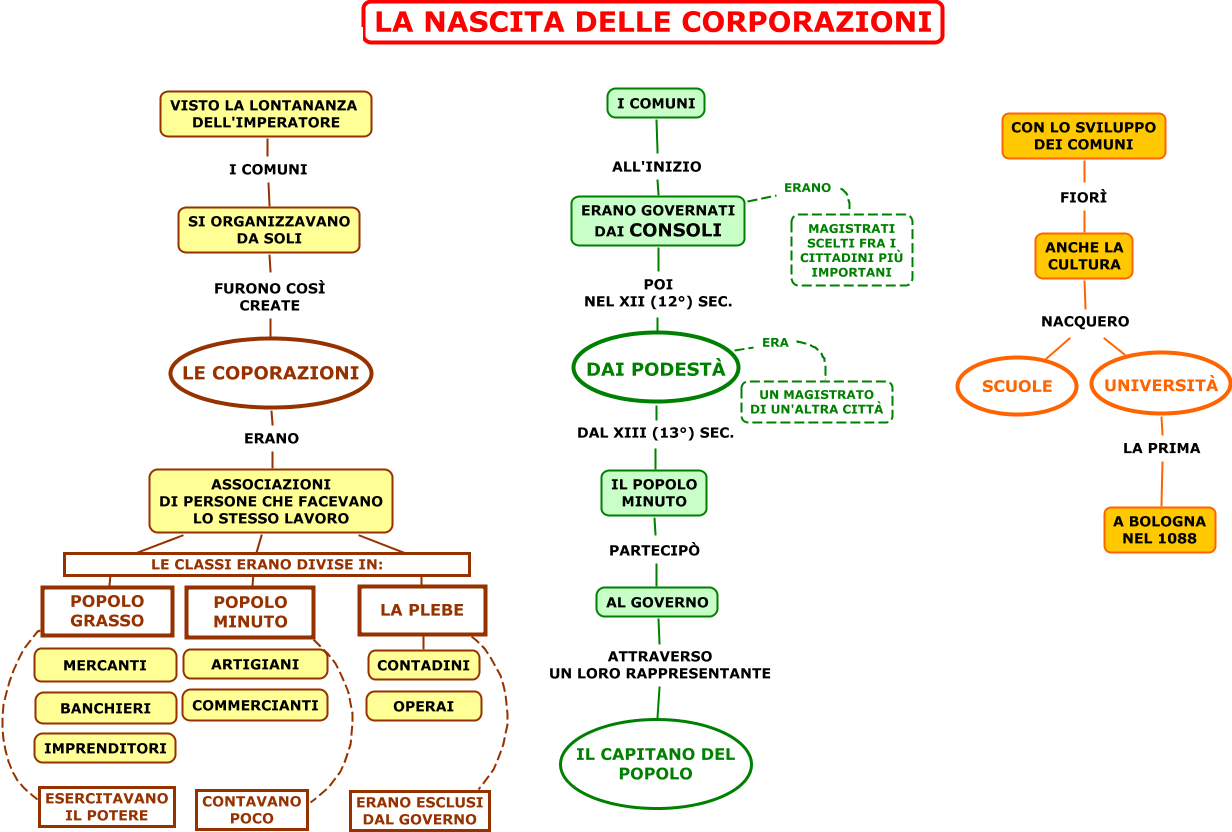 LA NASCITA DELLE CORPORAZIONI
VISTO LA LONTANANZA
DELL'IMPERATORE
I COMUNI
SI ORGANIZZAVANO
DA SOLI
FURONO COSÌ
CREATE
LE COPORAZIONI
ERANO
ASSOCIAZIONI
DI PERSONE CHE FACEVANO
LO STESSO LAVORO
LE CLASSI ERANO DIVISE IN:
POPOLO
GRASSO
MERCANTI
BANCHIERI
IMPRENDITORI
ESERCITAVANO
IL POTERE
POPOLO
MINUTO
ARTIGIANI
COMMERCIANTI
CONTAVANO
POCO
LA PLEBE
CONTADINI
OPERAI
ERANO ESCLUSI
DAL GOVERNO
I COMUNI
ALL'INIZIO
ERANO GOVERNATI
DAI CONSOLI
ERANO
MAGISTRATI
SCELTI FRA I
CITTADINI PIÙ
IMPORTANI
POI
NEL XII (12°) SEC.
DAI PODESTÀ
ERA
UN MAGISTRATO
DI UN'ALTRA CITTÀ
DAL XIII (13°) SEC.
IL POPOLO
MINUTO
PARTECIPÒ
AL GOVERNO
ATTRAVERSO
UN LORO RAPPRESENTANTE
IL CAPITANO DEL
POPOLO
CON LO SVILUPPO
DEI COMUNI
FIORÌ
ANCHE LA
CULTURA
NACQUERO
SCUOLE
UNIVERSITÀ
LA PRIMA
A BOLOGNA
NEL 1088